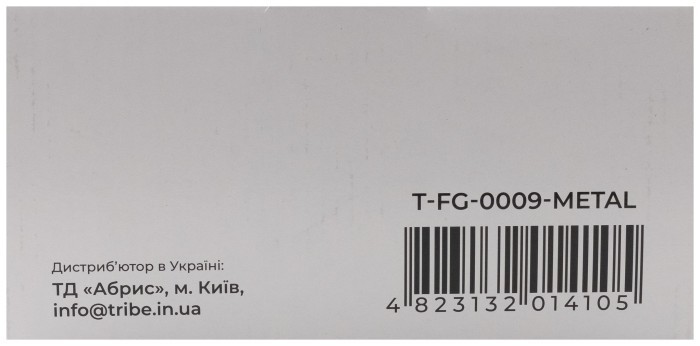 T-FG-0009-METAL
4 823132 014105
Дистриб'ютор в Україні:
ТД «Абрис», м. Київ,
info@tribe.in.ua